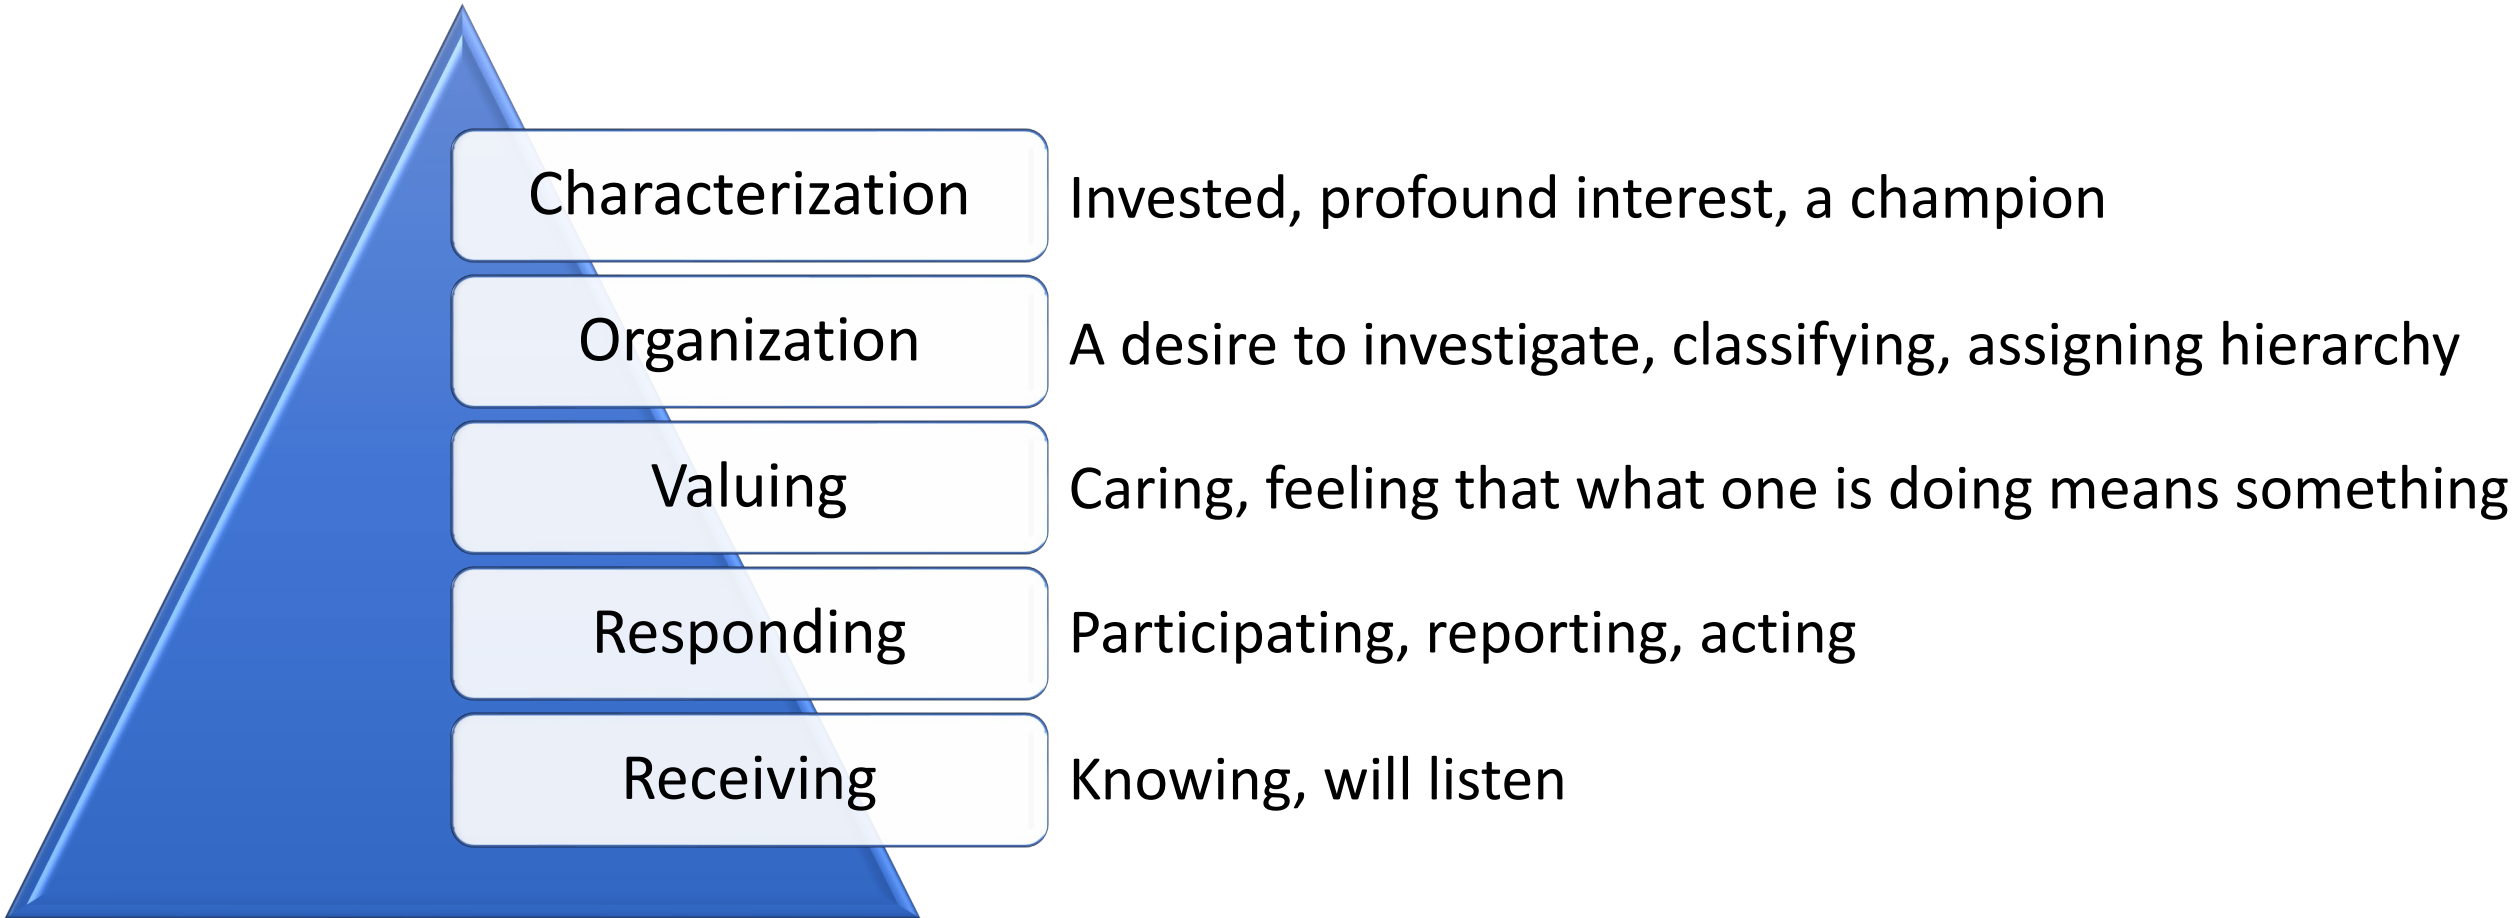 Characterization Invested, profound interest, a champion
Organization A desire to investigate, classifying, assigning hierarchy
Valuing Caring, feeling that what one is doing means something
Responding Participating, reporting, acting
Receiving Knowing, will listen